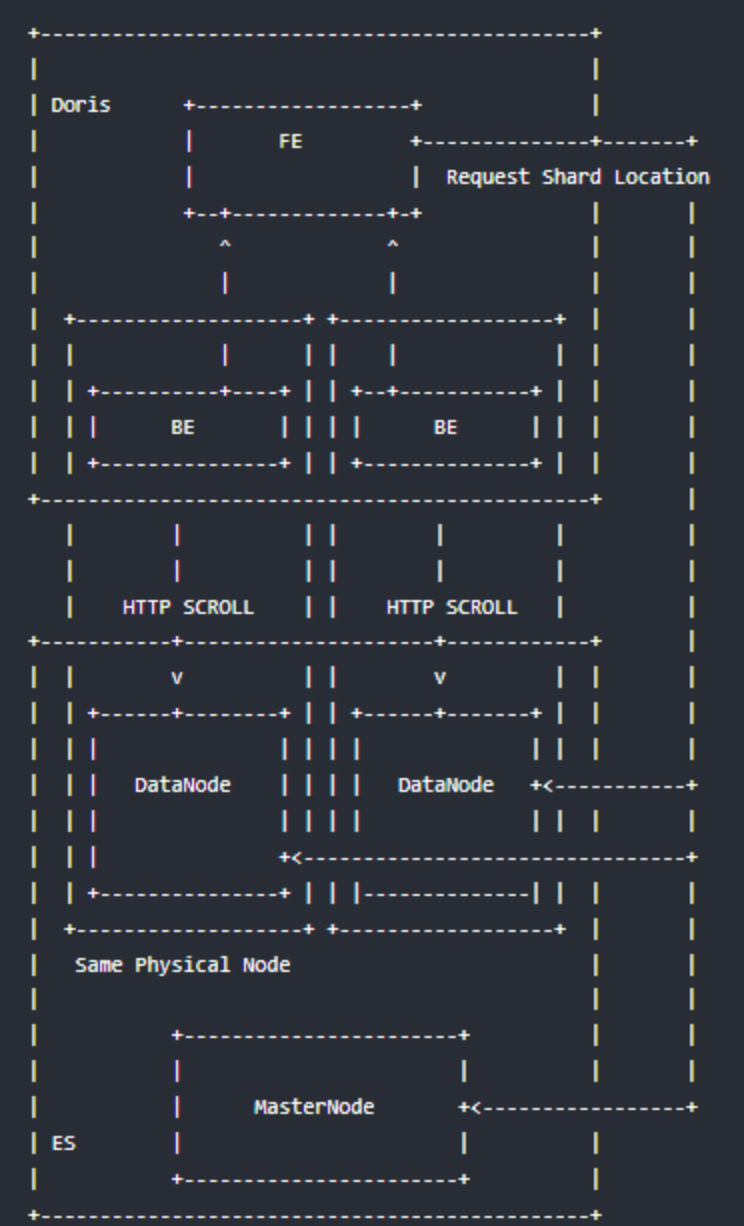 Doris
FE
Request Shard Location
BE BE
HTTP SCROLL HTTP SCROLL
v v
DataNode DataNode
Same Physical Node
MasterNode
ES